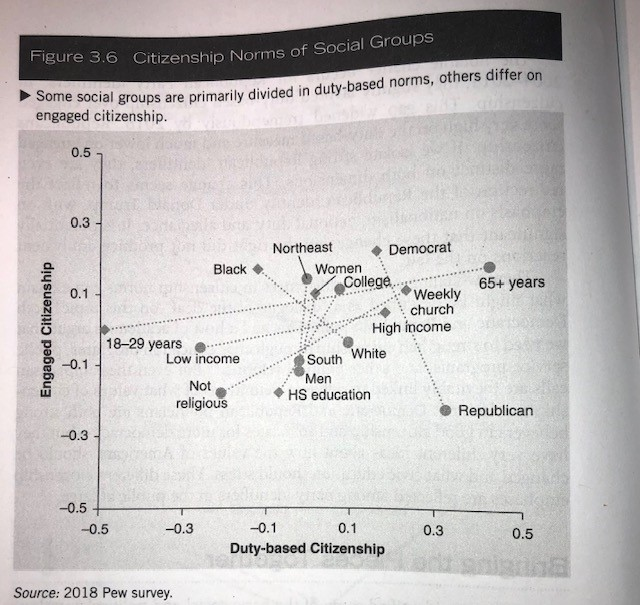 Figure 3.6 Citizenship Norms of Social Groups
▶ Some social groups are primarily divided in duty-based norms, others differ on
engaged citizenship.
0.5
0.3
0.1
–0.1
–0.3
–0.5
Engaged Citizenship
Northeast
Democrat
Black
Women
College
65+ years
Weekly
church
High income
18–29 years
Low income
South
White
Men
Not
religious
HS education
Republican
–0.5 –0.3 –0.1 0.1 0.3 0.5
Duty-based Citizenship
Source: 2018 Pew survey.